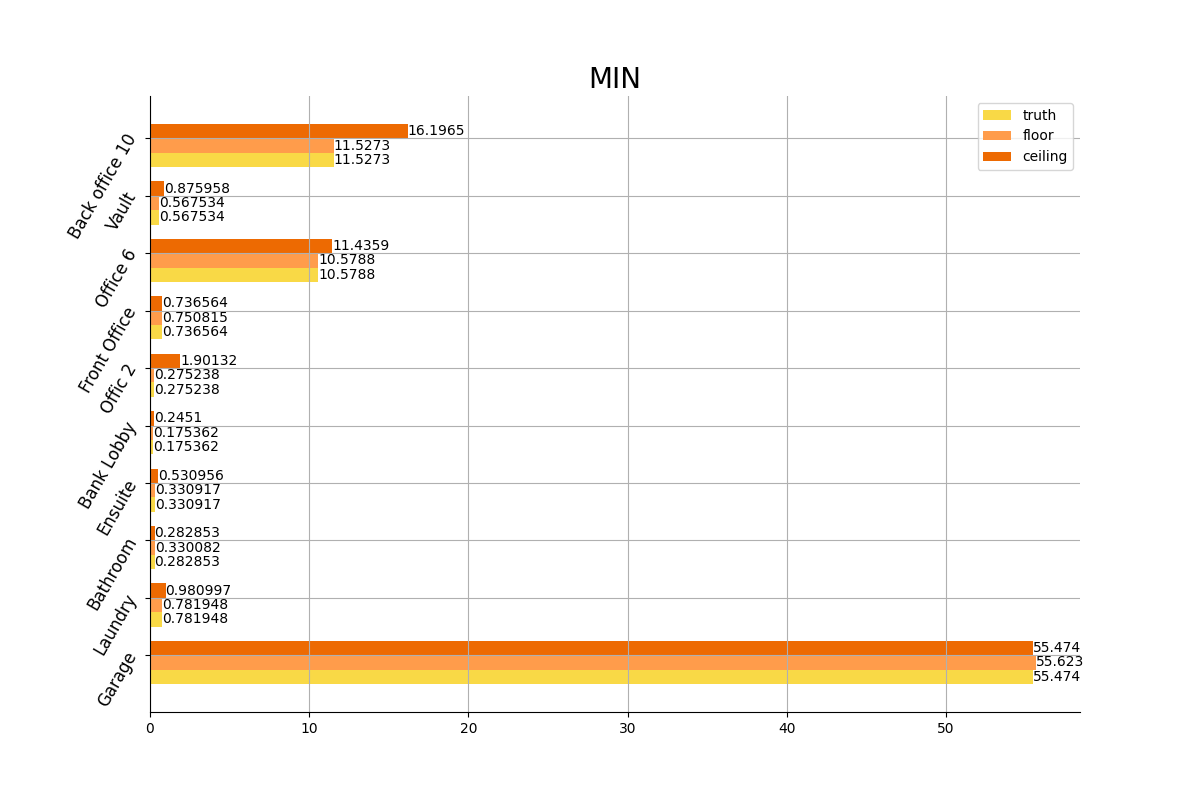 MIN
truth
floor
ceiling
Back office 10
16.1965
11.5273
11.5273
Vault
0.875958
0.567534
0.567534
Office 6
11.4359
10.5788
10.5788
Front Office
0.736564
0.750815
0.736564
Offic 2
1.90132
0.275238
0.275238
Bank Lobby
0.2451
0.175362
0.175362
Ensuite
0.530956
0.330917
0.330917
Bathroom
0.282853
0.330082
0.282853
Laundry
0.980997
0.781948
0.781948
Garage
55.474
55.623
55.474
0 10 20 30 40 50